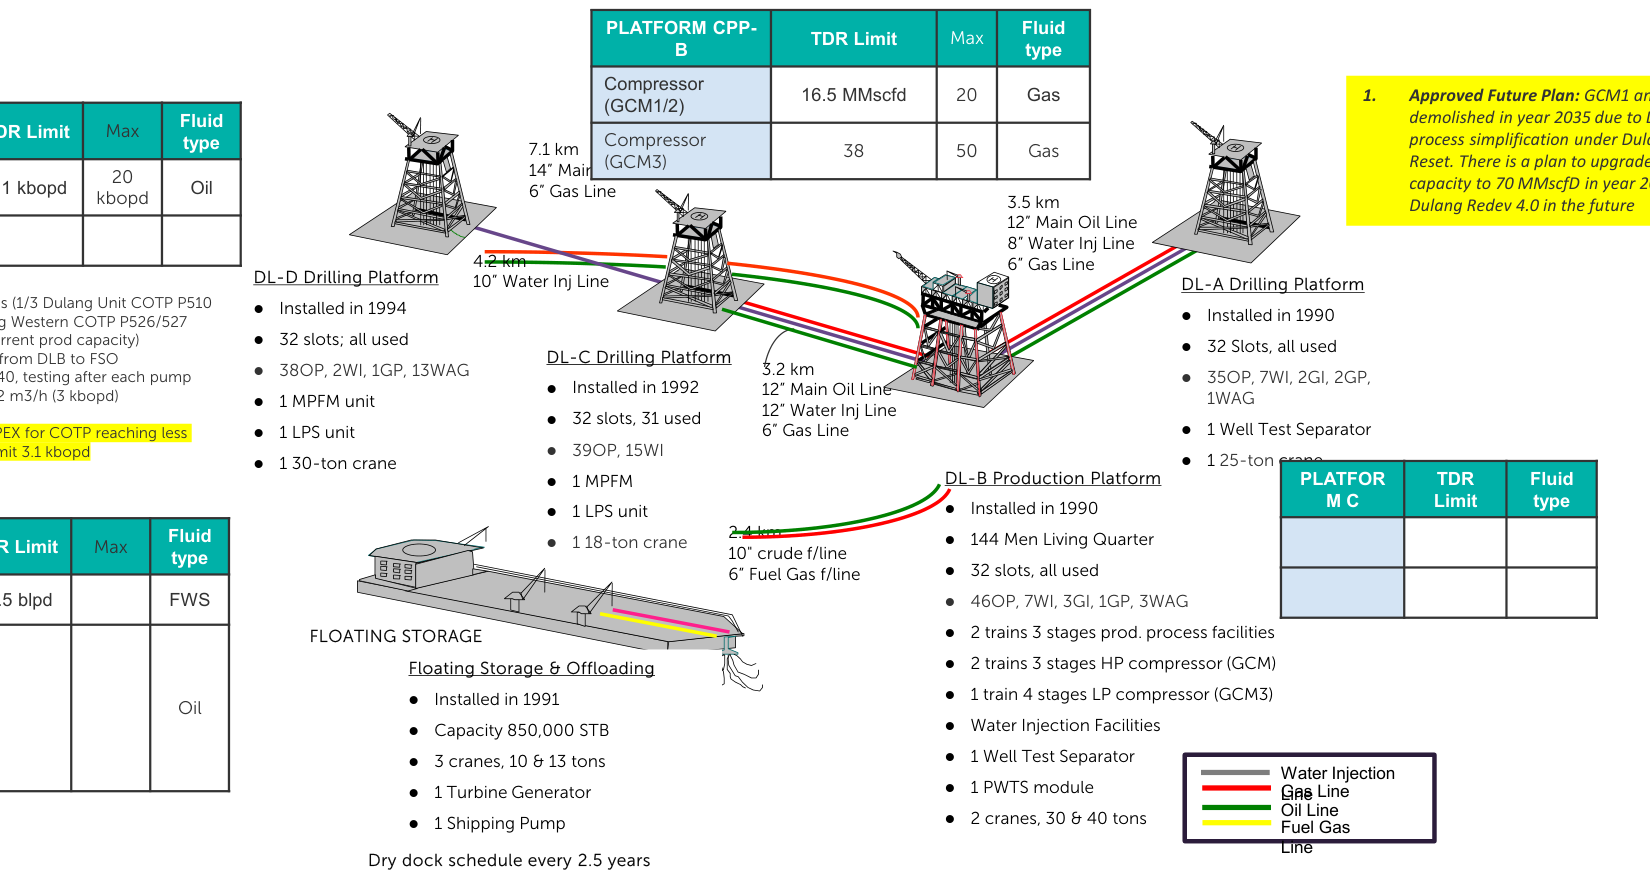 PLATFORM CPP-
B
TDR Limit
Max
Fluid
type
Compressor
(GCM1/2)
16.5 MMscfd
20
Gas
Compressor
(GCM3)
38
50
Gas
1. Approved Future Plan: GCM1
demolished in year 2035 due to
process simplification under
Reset. There is a plan to upgrade
capacity to 70 MMscfD in year
Dulang Redev 4.0 in the future
Limit
Max
Fluid
type
1 kbopd
20
kbopd
Oil
(1/3 Dulang Unit COTP P510
Western COTP P526/527
prod capacity)
from DLB to FSO
40, testing after each pump
2 m3/h (3 kbopd)
for COTP reaching less
3.1 kbopd
7.1 km
14” Main
6” Gas Line
4.2 km
10” Water Inj Line
3.5 km
12” Main Oil Line
8” Water Inj Line
6” Gas Line
3.2 km
12” Main Oil Line
12” Water Inj Line
6” Gas Line
DL-D Drilling Platform
● Installed in 1994
● 32 slots; all used
● 38OP, 2WI, 1GP, 13WAG
● 1 MPFM unit
● 1 LPS unit
● 1 30-ton crane
DL-C Drilling Platform
● Installed in 1992
● 32 slots, 31 used
● 39OP, 15WI
● 1 MPFM
● 1 LPS unit
● 1 18-ton crane
DL-A Drilling Platform
● Installed in 1990
● 32 Slots, all used
● 35OP, 7WI, 2GI, 2GP,
1WAG
● 1 Well Test Separator
● 1 25-ton crane
PLATFOR
M C
TDR
Limit
Fluid
type
DL-B Production Platform
● Installed in 1990
● 144 Men Living Quarter
● 32 slots, all used
● 46OP, 7WI, 3GI, 1GP, 3WAG
● 2 trains 3 stages prod. process facilities
● 2 trains 3 stages HP compressor (GCM)
● 1 train 4 stages LP compressor (GCM3)
● Water Injection Facilities
● 1 Well Test Separator
● 1 PWTS module
● 2 cranes, 30 & 40 tons
2.4 km
10" crude f/line
6” Fuel Gas f/line
Limit
Max
Fluid
type
.5 blpd
FWS
Oil
FLOATING STORAGE
Floating Storage & Offloading
● Installed in 1991
● Capacity 850,000 STB
● 3 cranes, 10 & 13 tons
● 1 Turbine Generator
● 1 Shipping Pump
Dry dock schedule every 2.5 years
Water Injection
Line
Gas Line
Oil Line
Fuel Gas
Line